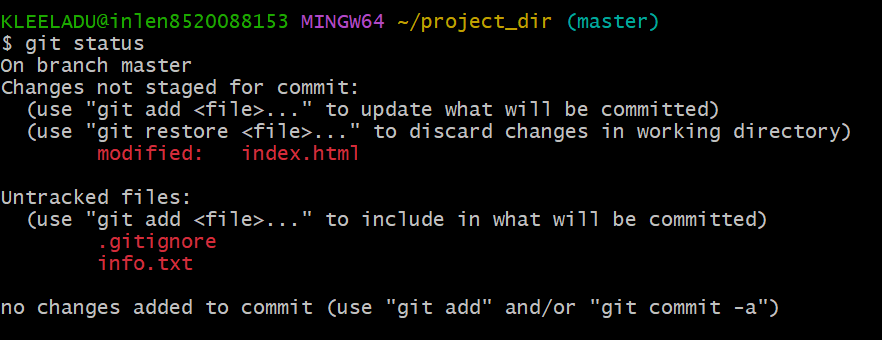 KLEELADU@inlen8520088153 MINGW64 ~/project_dir (master)
$ git status
On branch master
Changes not staged for commit:
  (use "git add <file>..." to update what will be committed)
  (use "git restore <file>..." to discard changes in working directory)
        modified:   index.html

Untracked files:
  (use "git add <file>..." to include in what will be committed)
        .gitignore
        info.txt

no changes added to commit (use "git add" and/or "git commit -a")